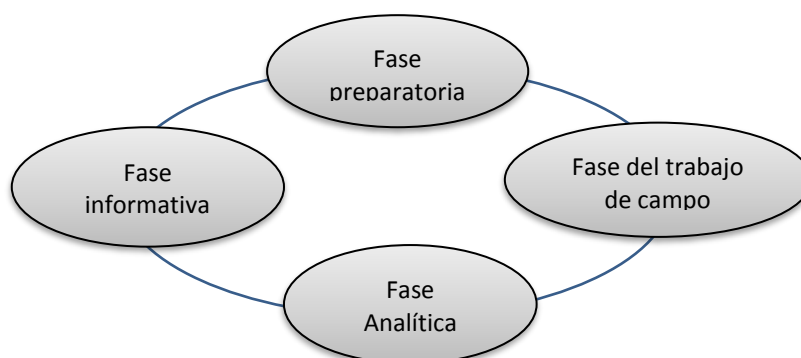 Fase
preparatoria
Fase del trabajo
de campo
Fase
informativa
Fase
Analítica